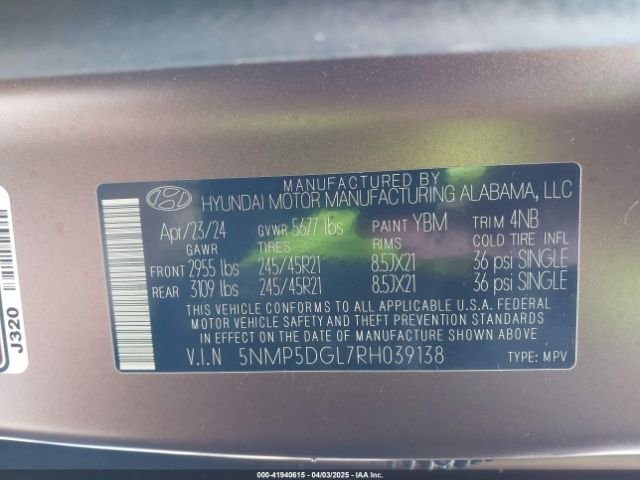 MANUFACTURED BY
HYUNDAI MOTOR MANUFACTURING ALABAMA, LLC
Apr/23/24 GVWR 5677 lbs PAINT YBM TRIM 4NB
GAWR TIRES RIMS COLD TIRE INFL
FRONT 2955 lbs 245/45R21 8.5JX21 36 psi SINGLE
REAR 3109 lbs 245/45R21 8.5JX21 36 psi SINGLE
THIS VEHICLE CONFORMS TO ALL APPLICABLE U.S.A. FEDERAL
MOTOR VEHICLE SAFETY AND THEFT PREVENTION STANDARDS
IN EFFECT ON THE DATE OF MANUFACTURE SHOWN ABOVE.
V.I.N 5NMP5DGL7RH039138 TYPE: MPV
J320
000-41940615 - 04/03/2025 - IAAI Inc.